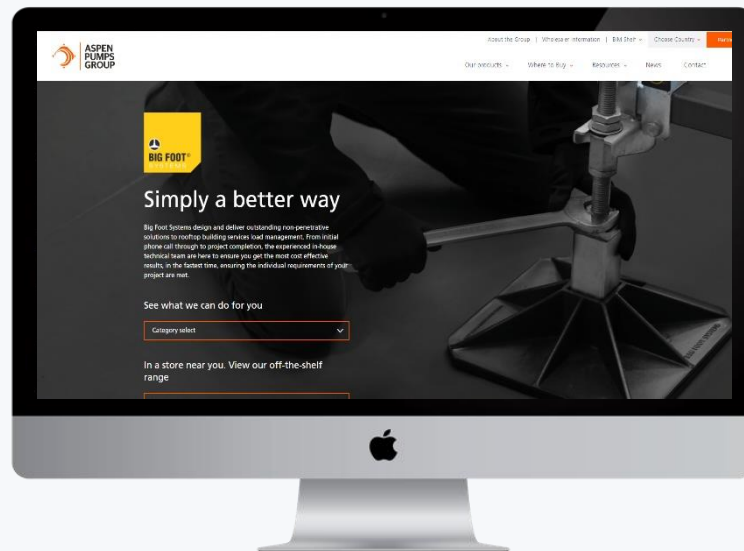 About the Group | Wholesaler Information | BIM Shelf Choose Country
ASPEN
PUMPS
GROUP
Our products Where to Buy Resources News Contact
BIG FOOT®
SYSTEMS
Simply a better way
Big Foot Systems design and deliver outstanding non-penetrative
solutions to rooftop building services load management. From initial
phone call through to project completion, the experienced in-house
technical team are here to ensure you get the most cost effective
results, in the fastest time, ensuring the individual requirements of your
project are met.
See what we can do for you
Category select
In a store near you. View our off-the-shelf
range
BIG FOOT SYSTEMS